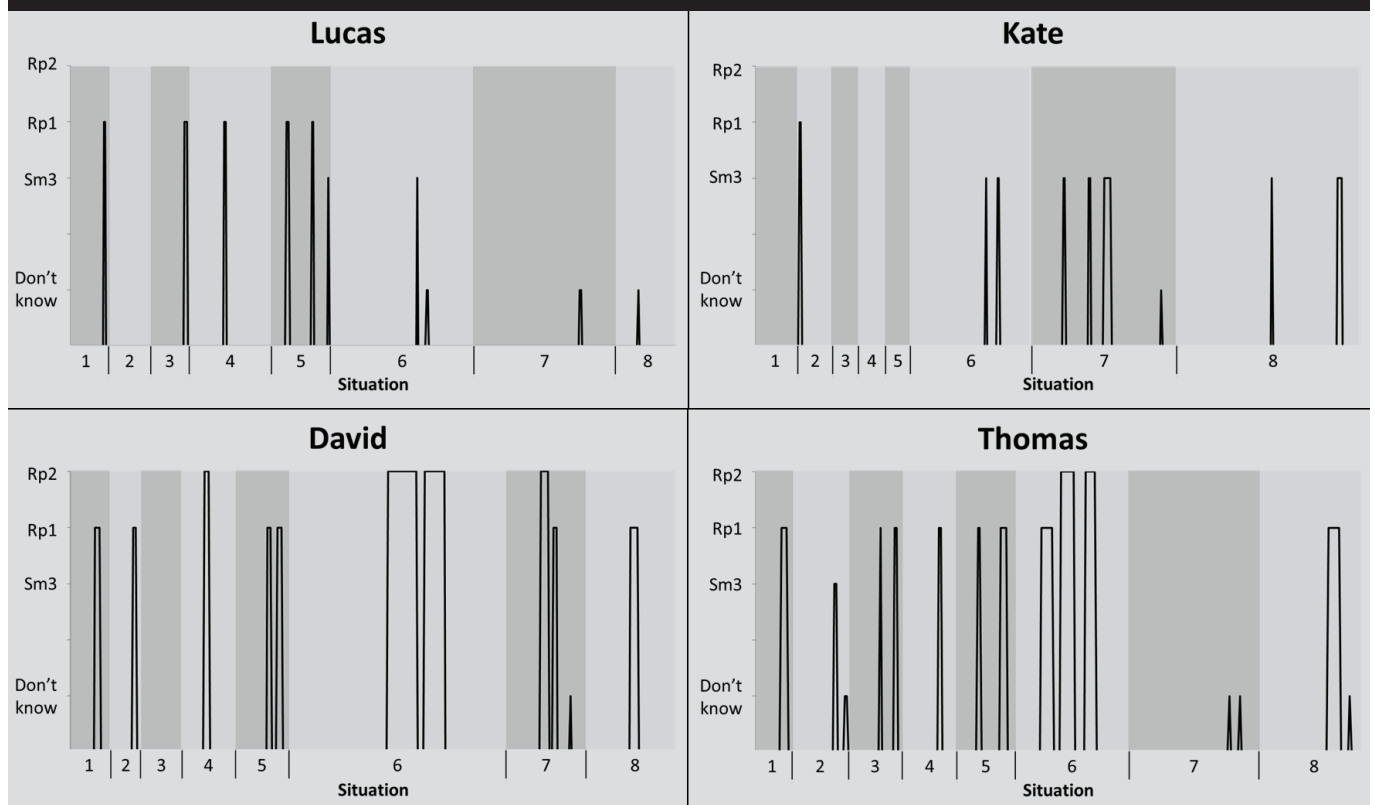 Lucas
Rp2
Rp1
Sm3
Don't
know
1 | 2 | 3 | 4 | 5 | 6 | 7 | 8
Situation
Kate
Rp2
Rp1
Sm3
Don't
know
1 | 2 | 3 | 4 | 5 | 6 | 7 | 8
Situation
David
Rp2
Rp1
Sm3
Don't
know
1 | 2 | 3 | 4 | 5 | 6 | 7 | 8
Situation
Thomas
Rp2
Rp1
Sm3
Don't
know
1 | 2 | 3 | 4 | 5 | 6 | 7 | 8
Situation